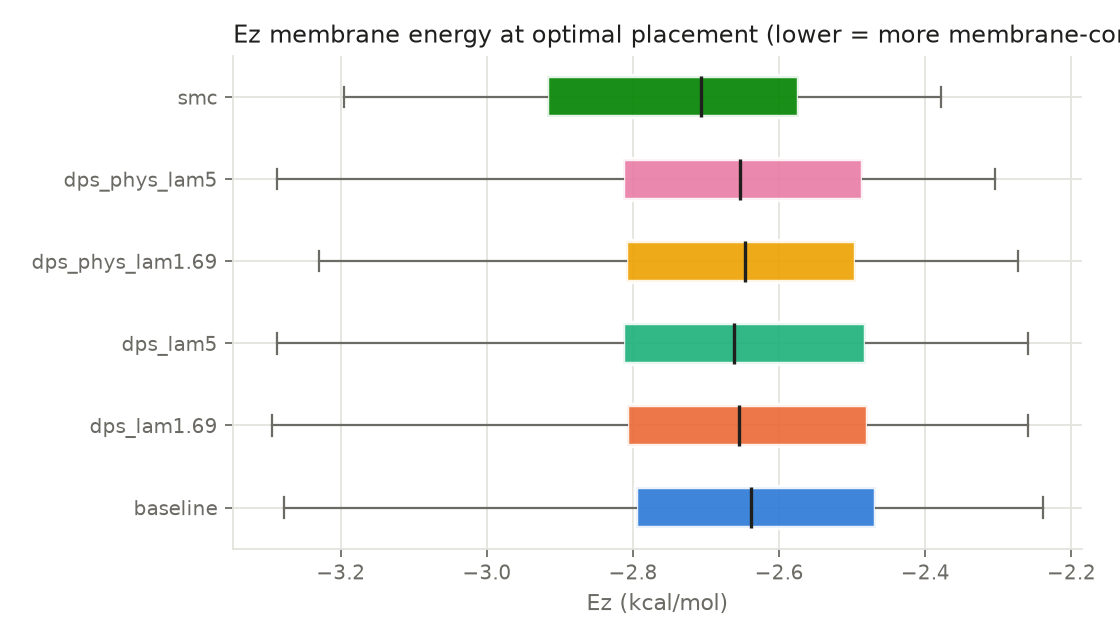 Ez membrane energy at optimal placement (lower = more membrane-
smc
dps_phys_lam5
dps_phys_lam1.69
dps_lam5
dps_lam1.69
baseline
−3.2 −3.0 −2.8 −2.6 −2.4 −2.2
Ez (kcal/mol)